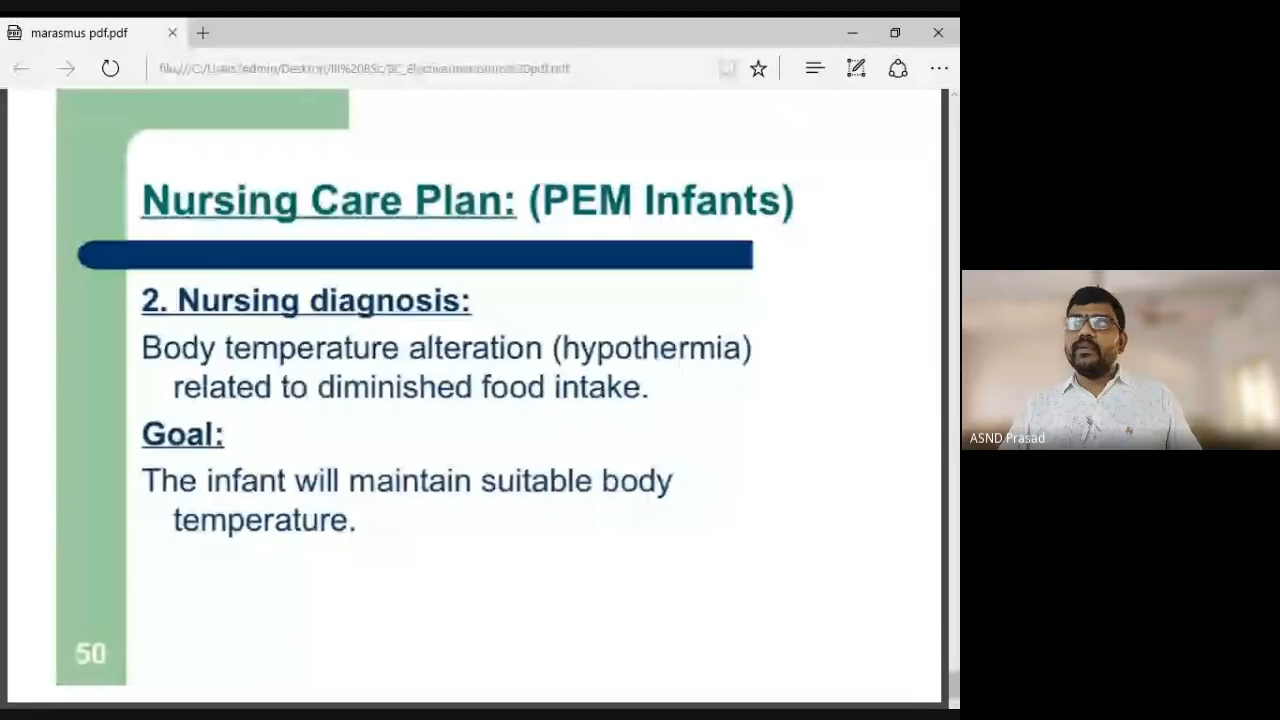 marasmus pdf.pdf
Nursing Care Plan: (PEM Infants)
2. Nursing diagnosis:
Body temperature alteration (hypothermia)
related to diminished food intake.
Goal:
The infant will maintain suitable body
temperature.
50
ASND Prasad